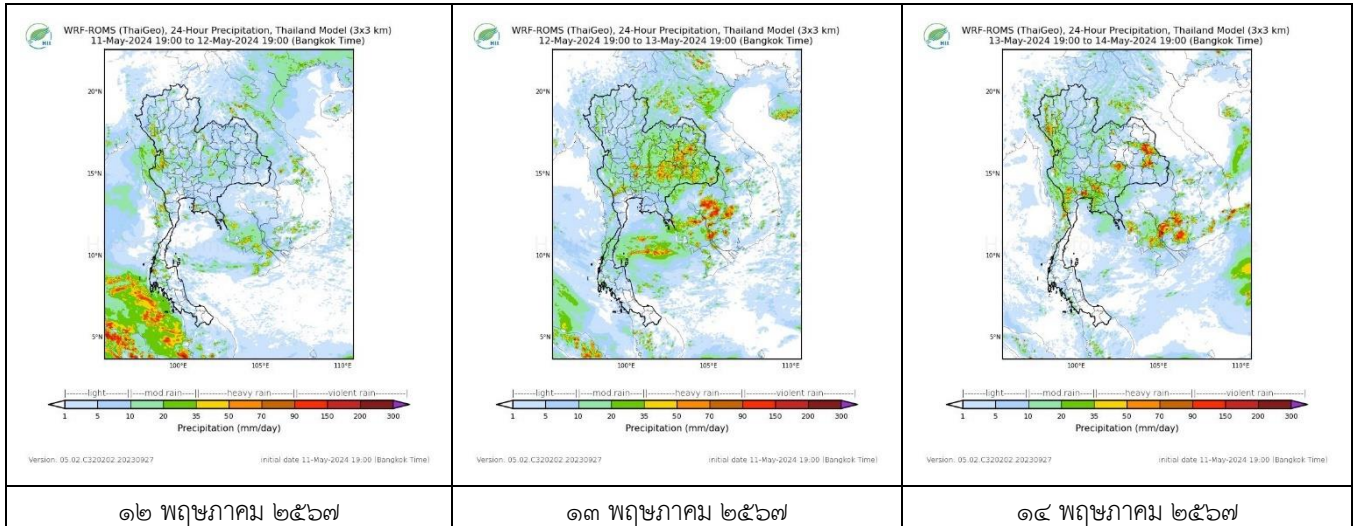 WRF-ROMS (ThaiGeo), 24-Hour Precipitation, Thailand Model (3x3 km)
11-May-2024 19:00 to 12-May-2024 19:00 (Bangkok Time)
HII
20°N
15°N
10°N
5°N
100°E 105°E 110°E
light mod rain heavy rain violent rain
1 5 10 20 35 50 70 90 150 200 300
Precipitation (mm/day)
Version: 05.02.C320202.20230927 initial date 11-May-2024 19:00 (Bangkok Time)
๑๒ พฤษภาคม ๒๕๖๗
WRF-ROMS (ThaiGeo), 24-Hour Precipitation, Thailand Model (3x3 km)
12-May-2024 19:00 to 13-May-2024 19:00 (Bangkok Time)
HII
20°N
15°N
10°N
5°N
100°E 105°E 110°E
light mod rain heavy rain violent rain
1 5 10 20 35 50 70 90 150 200 300
Precipitation (mm/day)
Version: 05.02.C320202.20230927 initial date 11-May-2024 19:00 (Bangkok Time)
๑๓ พฤษภาคม ๒๕๖๗
WRF-ROMS (ThaiGeo), 24-Hour Precipitation, Thailand Model (3x3 km)
13-May-2024 19:00 to 14-May-2024 19:00 (Bangkok Time)
HII
20°N
15°N
10°N
5°N
100°E 105°E 110°E
light mod rain heavy rain violent rain
1 5 10 20 35 50 70 90 150 200 300
Precipitation (mm/day)
Version: 05.02.C320202.20230927 initial date 11-May-2024 19:00 (Bangkok Time)
๑๔ พฤษภาคม ๒๕๖๗